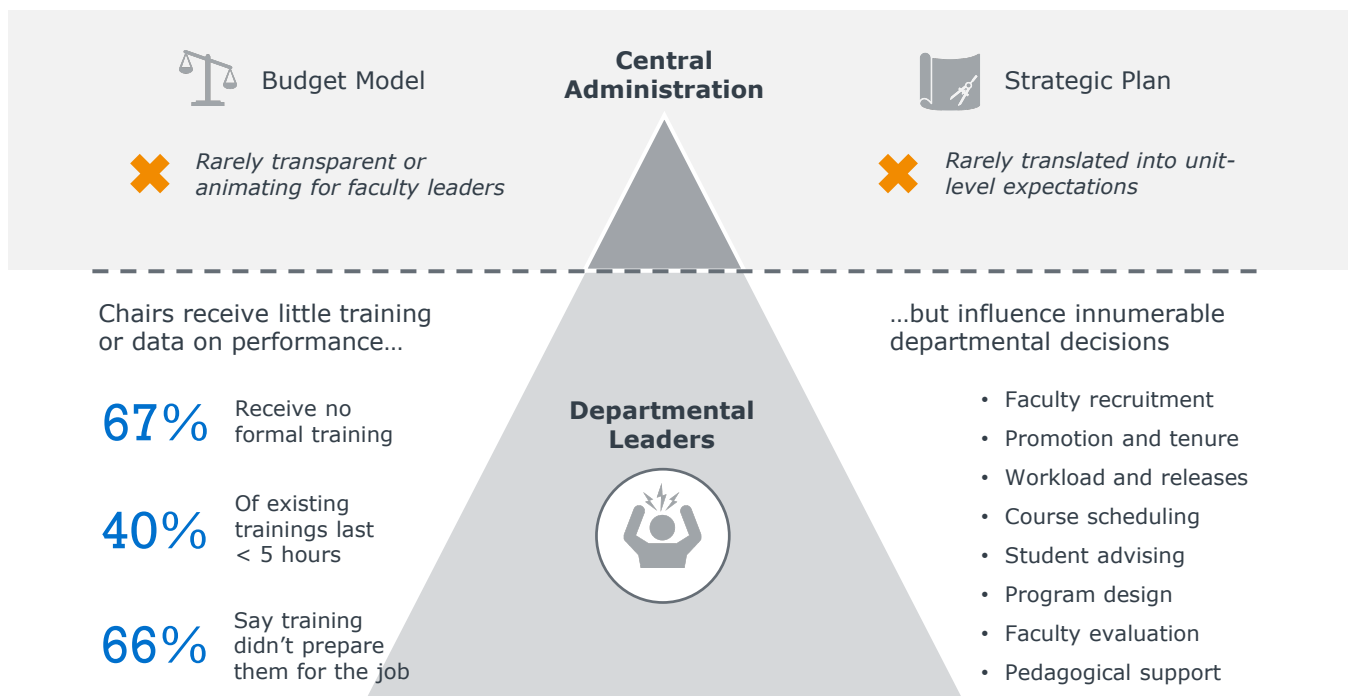 Budget Model
Central
Administration
Strategic Plan
Rarely transparent or
animating for faculty leaders
Rarely translated into unit-
level expectations
Chairs receive little training
or data on performance…
67%
Receive no
formal training
40%
Of existing
trainings last
< 5 hours
66%
Say training
didn’t prepare
them for the job
Departmental
Leaders
…but influence innumerable
departmental decisions
• Faculty recruitment
• Promotion and tenure
• Workload and releases
• Course scheduling
• Student advising
• Program design
• Faculty evaluation
• Pedagogical support